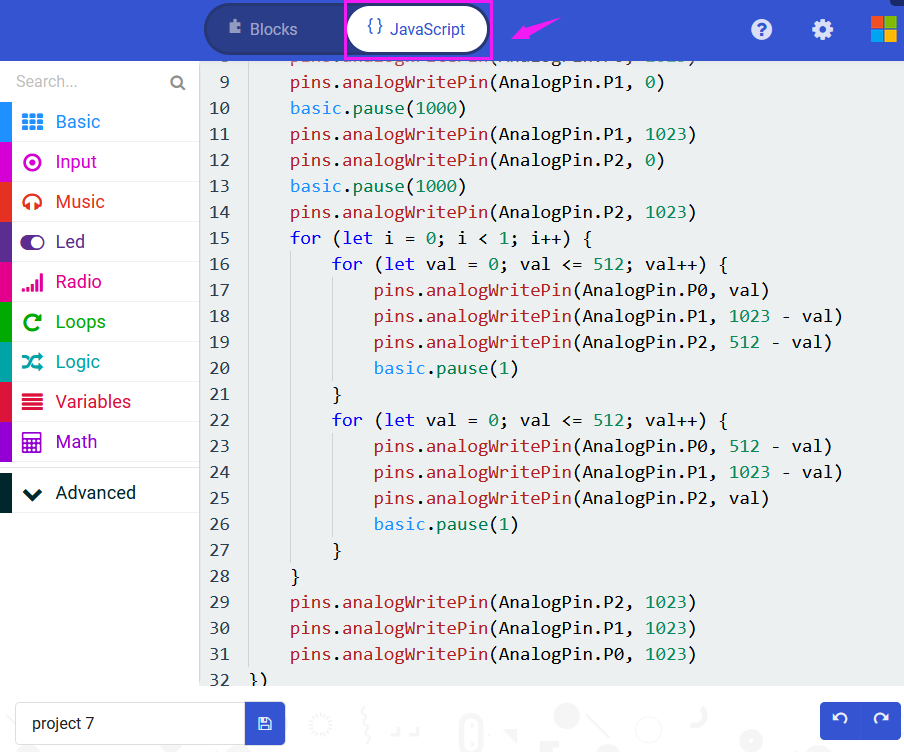 Blocks
{} JavaScript
?
Search...
Basic
Input
Music
Led
Radio
Loops
Logic
Variables
Math
Advanced
9 pins.analogWritePin(AnalogPin.P1, 0)
10 basic.pause(1000)
11 pins.analogWritePin(AnalogPin.P1, 1023)
12 pins.analogWritePin(AnalogPin.P2, 0)
13 basic.pause(1000)
14 pins.analogWritePin(AnalogPin.P2, 1023)
15 for (let i = 0; i < 1; i++) {
16 for (let val = 0; val <= 512; val++) {
17 pins.analogWritePin(AnalogPin.P0, val)
18 pins.analogWritePin(AnalogPin.P1, 1023 - val)
19 pins.analogWritePin(AnalogPin.P2, 512 - val)
20 basic.pause(1)
21 }
22 for (let val = 0; val <= 512; val++) {
23 pins.analogWritePin(AnalogPin.P0, 512 - val)
24 pins.analogWritePin(AnalogPin.P1, 1023 - val)
25 pins.analogWritePin(AnalogPin.P2, val)
26 basic.pause(1)
27 }
28 }
29 pins.analogWritePin(AnalogPin.P2, 1023)
30 pins.analogWritePin(AnalogPin.P1, 1023)
31 pins.analogWritePin(AnalogPin.P0, 1023)
32 })
project 7